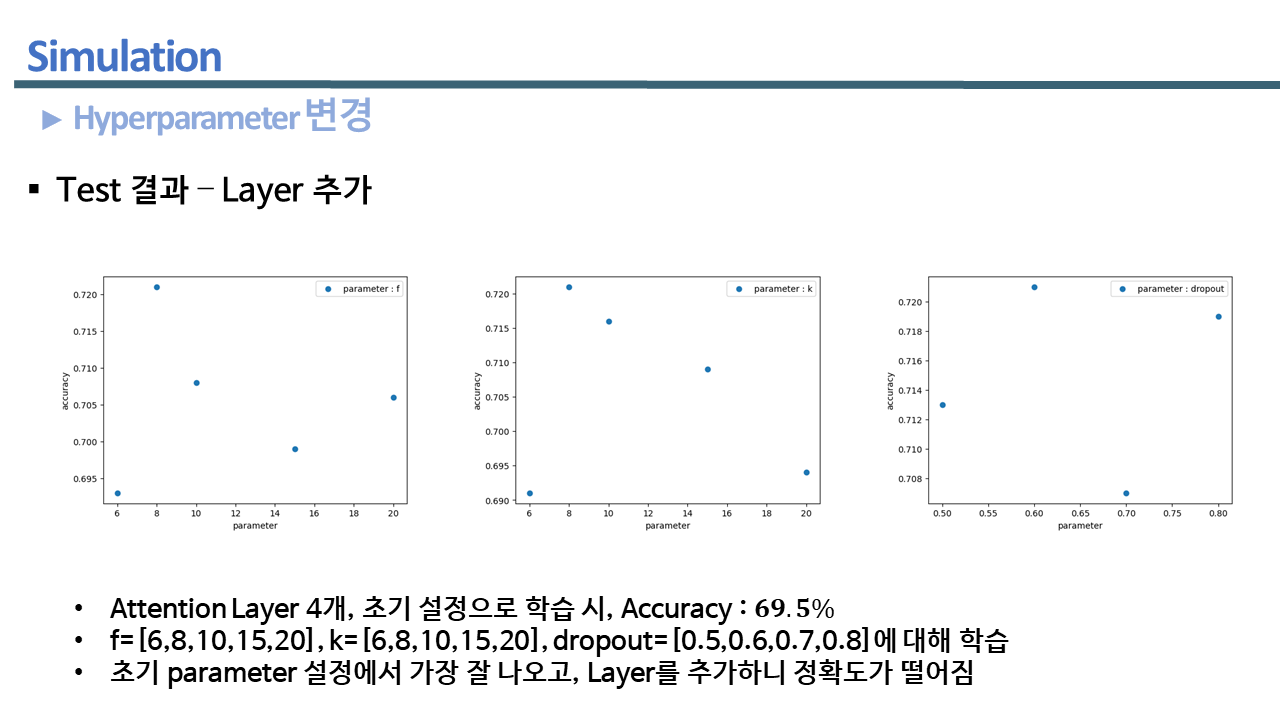 Simulation
► Hyperparameter 변경
▪ Test 결과 – Layer 추가
parameter : f
0.720
0.715
0.710
0.705
0.700
0.695
accuracy
6 8 10 12 14 16 18 20
parameter
parameter : k
0.720
0.715
0.710
0.705
0.700
0.695
0.690
accuracy
6 8 10 12 14 16 18 20
parameter
parameter : dropout
0.720
0.718
0.716
0.714
0.712
0.710
0.708
accuracy
0.50 0.55 0.60 0.65 0.70 0.75 0.80
parameter
• Attention Layer 4개, 초기 설정으로 학습 시, Accuracy : 69.5%
• f=[6,8,10,15,20], k=[6,8,10,15,20], dropout=[0.5,0.6,0.7,0.8]에 대해 학습
• 초기 parameter 설정에서 가장 잘 나오고, Layer를 추가하니 정확도가 떨어짐